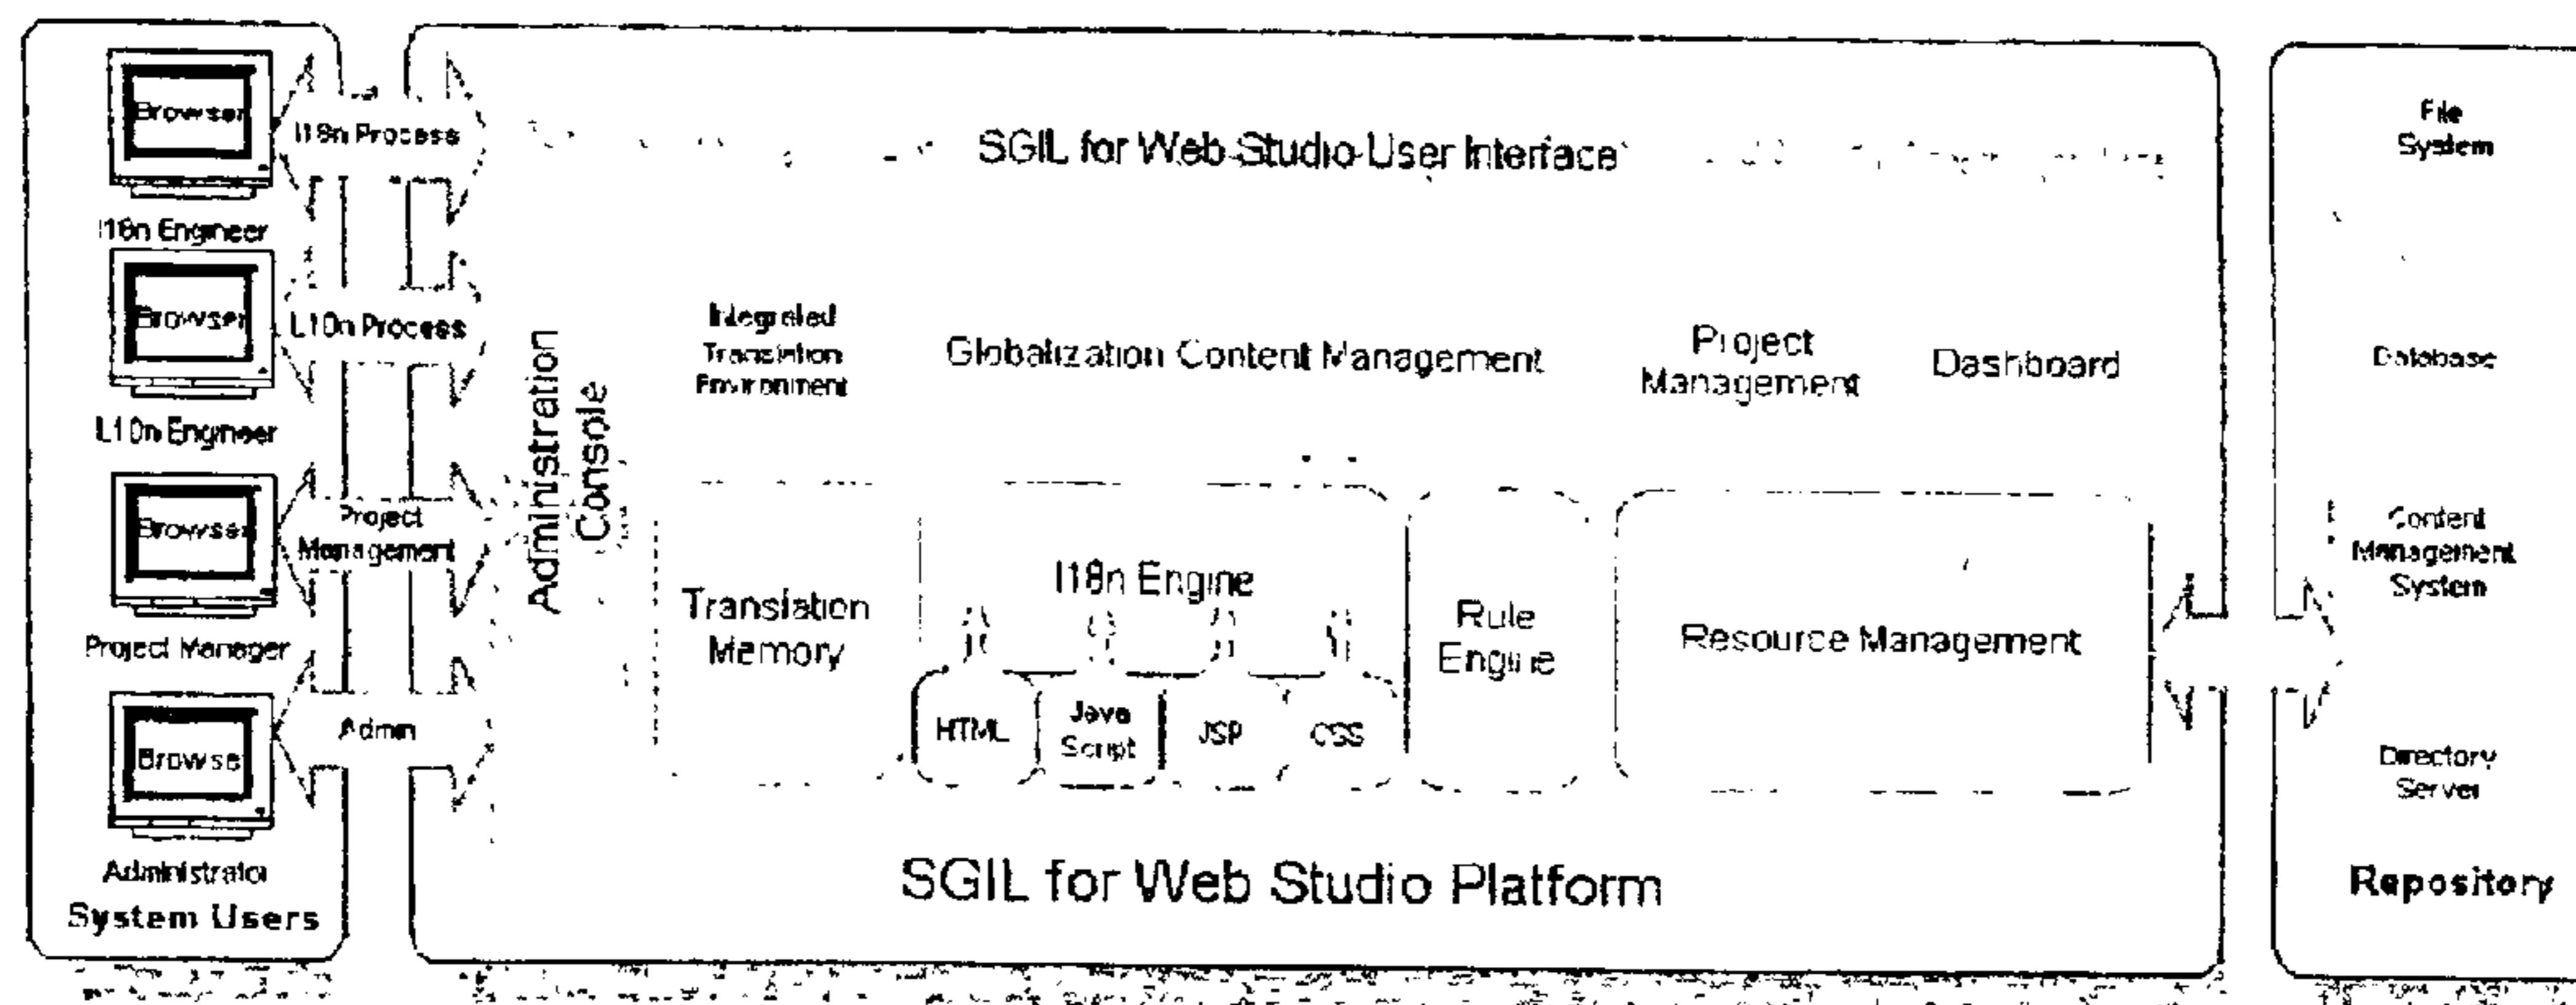 Browser
I18n Process
I18n Engineer
Browser
L10n Process
L10n Engineer
Browser
Project
Management
Project Manager
Browse
Admin
Administrator
System Users
SGIL for Web Studio User Interface
Administration
Console
Integrated
Translation
Environment
Globalization Content Management
Project
Management
Dashboard
Translation
Memory
I18n Engine
HTML
Java
Script
JSP
CSS
Rule
Engine
Resource Management
SGIL for Web Studio Platform
File
System
Database
Content
Management
System
Directory
Server
Repository